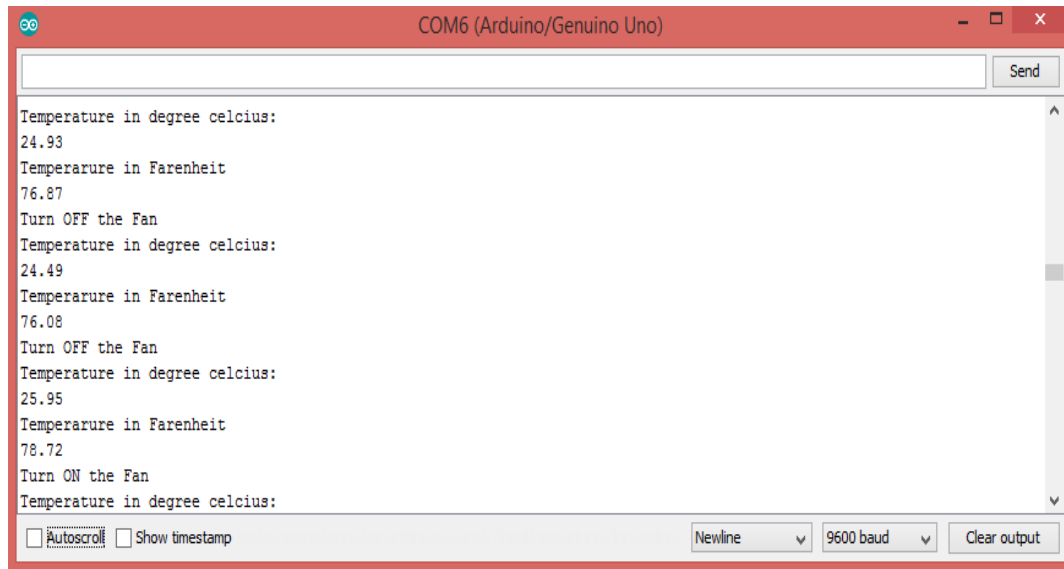 COM6 (Arduino/Genuino Uno)
Send
Temperature in degree celcius:
24.93
Temperarure in Farenheit
76.87
Turn OFF the Fan
Temperature in degree celcius:
24.49
Temperarure in Farenheit
76.08
Turn OFF the Fan
Temperature in degree celcius:
25.95
Temperarure in Farenheit
78.72
Turn ON the Fan
Temperature in degree celcius:
Autoscroll Show timestamp Newline 9600 baud Clear output